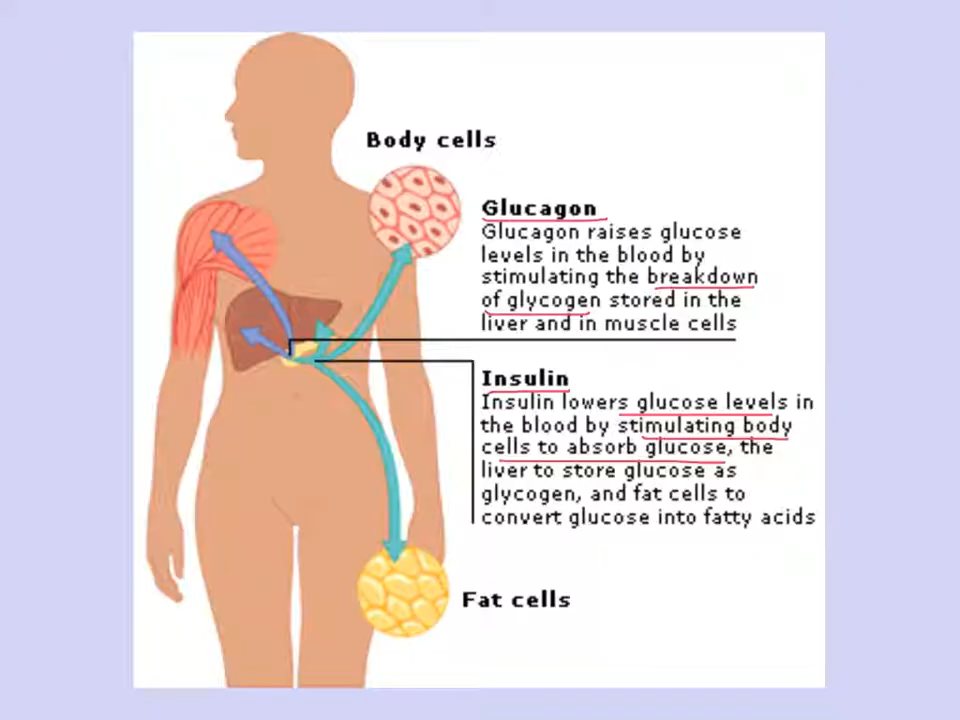 Body cells
Glucagon
Glucagon raises glucose
levels in the blood by
stimulating the breakdown
of glycogen stored in the
liver and in muscle cells
Insulin
Insulin lowers glucose levels in
the blood by stimulating body
cells to absorb glucose, the
liver to store glucose as
glycogen, and fat cells to
convert glucose into fatty acids
Fat cells